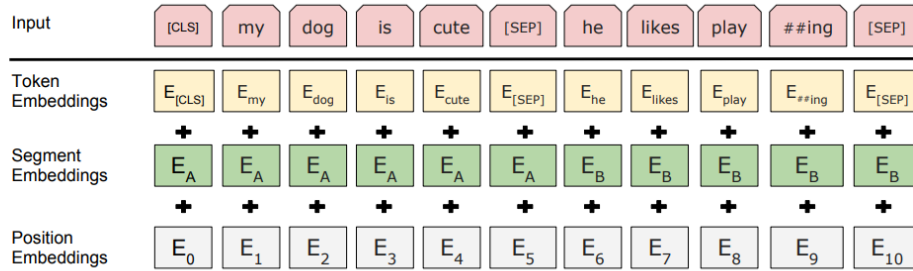 Input [CLS] my dog is cute [SEP] he likes play ##ing [SEP]
Token Embeddings E[CLS] Emy Edog Eis Ecute E[SEP] Ehe Elikes Eplay E##ing E[SEP]
+ + + + + + + + + + +
Segment Embeddings EA EA EA EA EA EA EB EB EB EB EB
+ + + + + + + + + + +
Position Embeddings E0 E1 E2 E3 E4 E5 E6 E7 E8 E9 E10